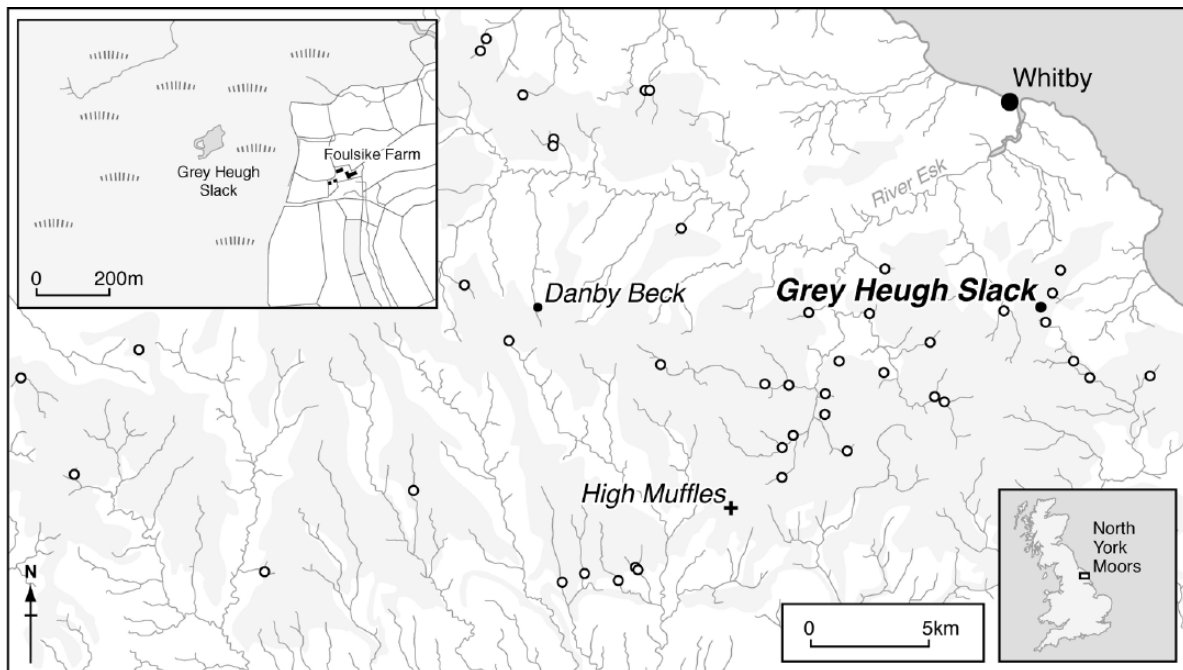 Whitby
Foulsike Farm
Grey Heugh
Slack
0 200m
River Esk
Danby Beck
Grey Heugh Slack
High Muffles
N
0 5km
North
York
Moors